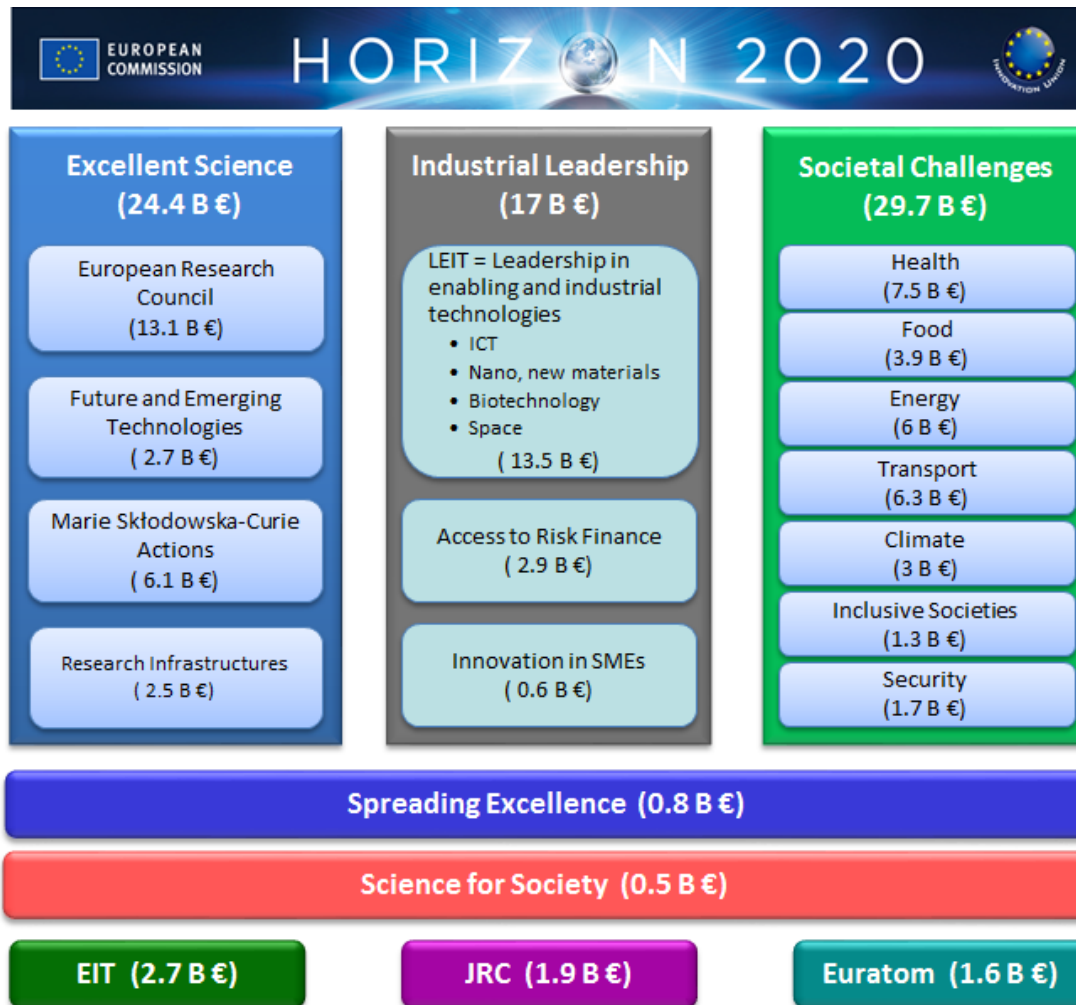 EUROPEAN
COMMISSION
HORIZON 2020
INNOVATION UNION
Excellent Science
(24.4 B €)
European Research
Council
(13.1 B €)
Future and Emerging
Technologies
( 2.7 B €)
Marie Skłodowska-Curie
Actions
( 6.1 B €)
Research Infrastructures
( 2.5 B €)
Industrial Leadership
(17 B €)
LEIT = Leadership in
enabling and industrial
technologies
• ICT
• Nano, new materials
• Biotechnology
• Space
( 13.5 B €)
Access to Risk Finance
( 2.9 B €)
Innovation in SMEs
( 0.6 B €)
Societal Challenges
(29.7 B €)
Health
(7.5 B €)
Food
(3.9 B €)
Energy
(6 B €)
Transport
(6.3 B €)
Climate
(3 B €)
Inclusive Societies
(1.3 B €)
Security
(1.7 B €)
Spreading Excellence (0.8 B €)
Science for Society (0.5 B €)
EIT (2.7 B €)
JRC (1.9 B €)
Euratom (1.6 B €)